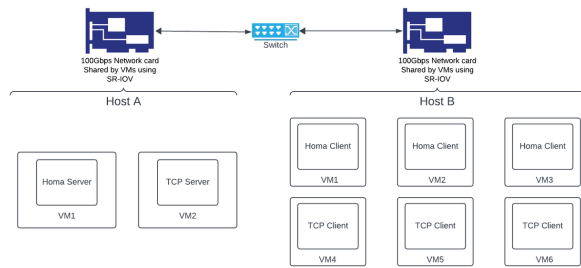 Switch
100Gbps Network card
Shared by VMs using
SR-IOV
100Gbps Network card
Shared by VMs using
SR-IOV
Host A
Host B
Homa Server
VM1
TCP Server
VM2
Homa Client
VM1
Homa Client
VM2
Homa Client
VM3
TCP Client
VM4
TCP Client
VM5
TCP Client
VM6